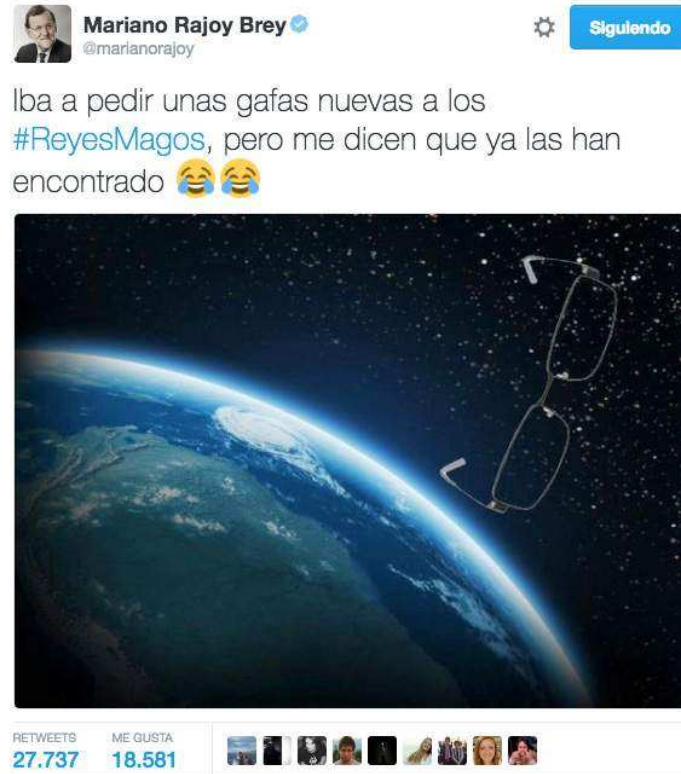 Mariano Rajoy Brey
@marianorajoy
Siguiendo
Iba a pedir unas gafas nuevas a los
#ReyesMagos, pero me dicen que ya las han
encontrado 😂😂
RETWEETS ME GUSTA
27.737 18.581